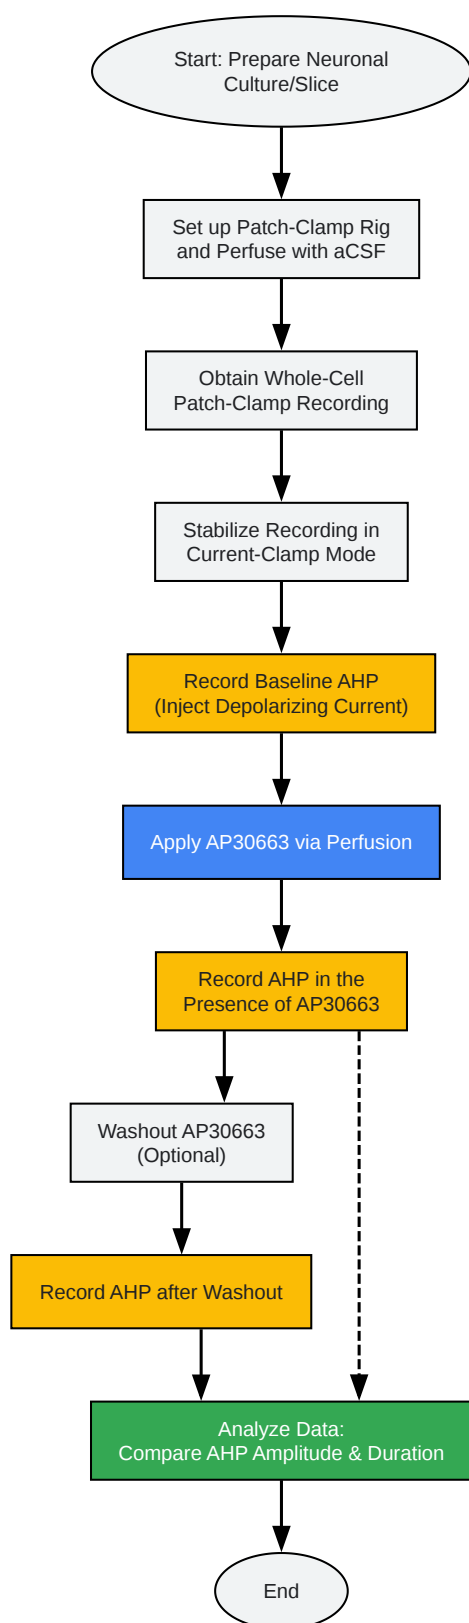 Start: Prepare Neuronal
Culture/Slice
Set up Patch-Clamp Rig
and Perfuse with aCSF
Obtain Whole-Cell
Patch-Clamp Recording
Stabilize Recording in
Current-Clamp Mode
Record Baseline AHP
(Inject Depolarizing Current)
Apply AP30663 via Perfusion
Record AHP in the
Presence of AP30663
Washout AP30663
(Optional)
Record AHP after Washout
Analyze Data:
Compare AHP Amplitude & Duration
End